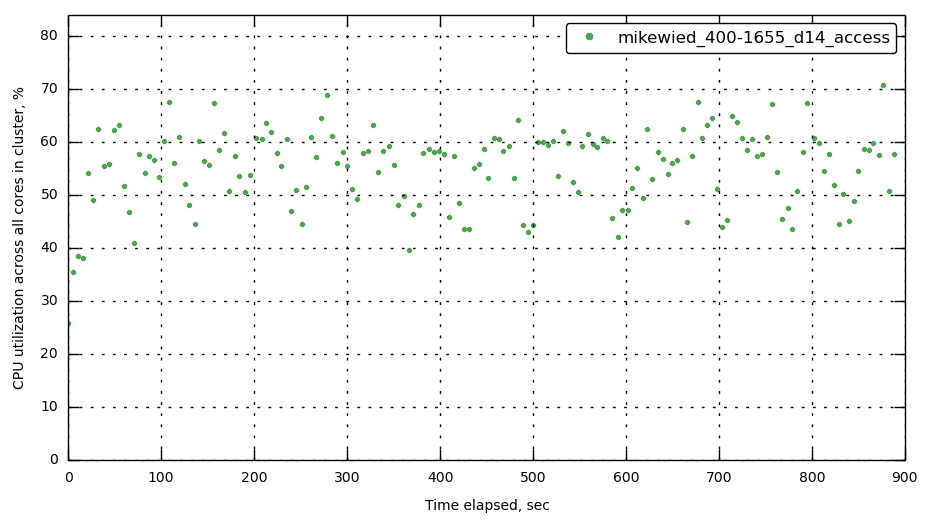 mikewied_400-1655_d14_access
CPU utilization across all cores in cluster, %
80
70
60
50
40
30
20
10
0
0 100 200 300 400 500 600 700 800 900
Time elapsed, sec